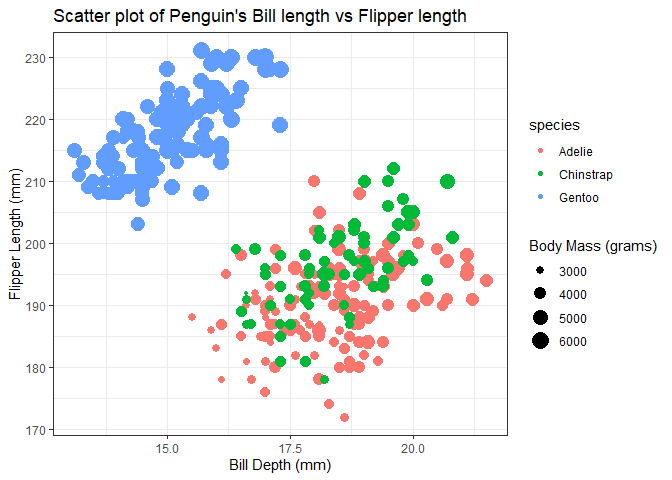 Scatter plot of Penguin's Bill length vs Flipper length
230
220
210
200
190
180
170
Flipper Length (mm)
15.0 17.5 20.0
Bill Depth (mm)
species
Adelie
Chinstrap
Gentoo
Body Mass (grams)
3000
4000
5000
6000